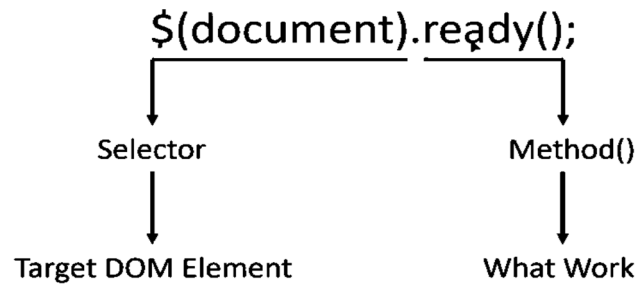 $(document).ready();
Selector
Method()
Target DOM Element
What Work